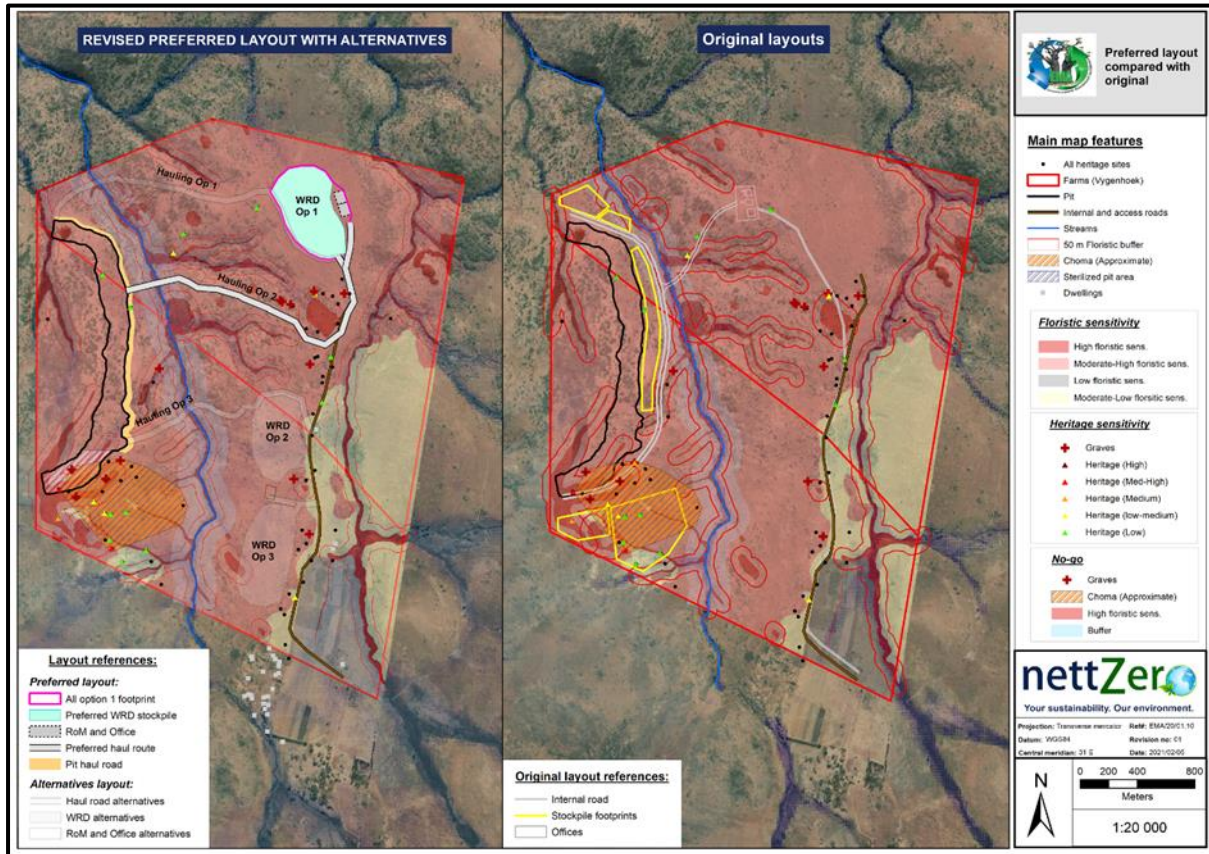 REVISED PREFERRED LAYOUT WITH ALTERNATIVES
Hauling Op 1
WRD
Op 1
Hauling Op 2
Hauling Op 3
WRD
Op 2
WRD
Op 3
Layout references:
Preferred layout:
All option 1 footprint
Preferred WRD stockpile
RoM and Office
Preferred haul route
Pit haul road
Alternatives layout:
Haul road alternatives
WRD alternatives
RoM and Office alternatives
Original layouts
Original layout references:
Internal road
Stockpile footprints
Offices
EMA
Preferred layout
compared with
original
Main map features
All heritage sites
Farms (Vygenhoek)
Pit
Internal and access roads
Streams
50 m Floristic buffer
Choma (Approximate)
Sterilized pit area
Dwellings
Floristic sensitivity
High floristic sens.
Moderate-High floristic sens.
Low floristic sens.
Moderate-Low florsitic sens.
Heritage sensitivity
Graves
Heritage (High)
Heritage (Med-High)
Heritage (Medium)
Heritage (low-medium)
Heritage (Low)
No-go
Graves
Choma (Approximate)
High floristic sens.
Buffer
nettZero
Your sustainability. Our environment.
Projection: Transverse mercator Ref#: EMA/20/01.10
Datum: WGS84 Revision no: 01
Central meridian: 31 E Date: 2021/02/05
N
0 200 400 800
Meters
1:20 000